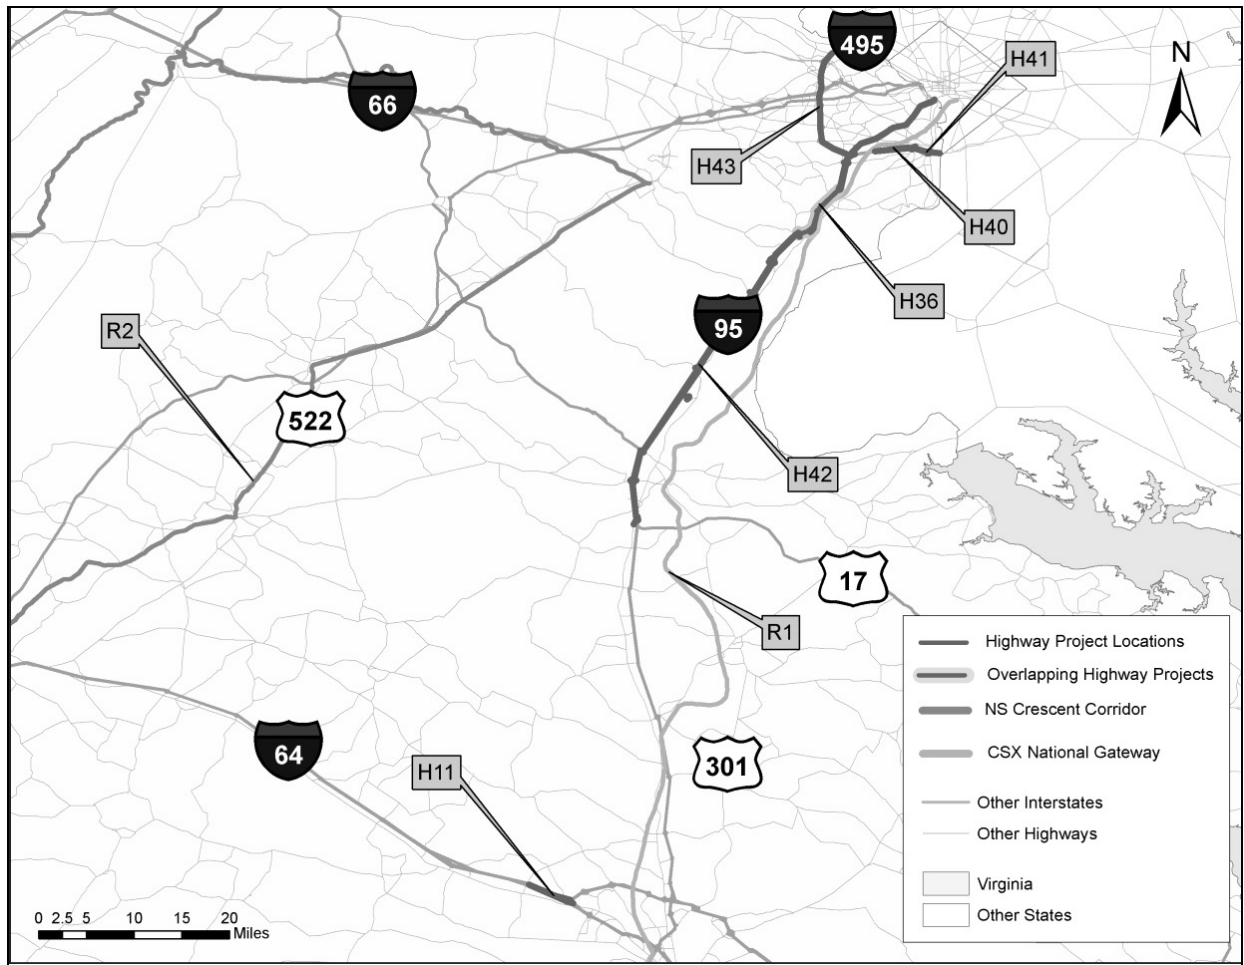 495
H41
N
66
H43
H40
H36
R2
95
522
H42
17
R1
Highway Project Locations
Overlapping Highway Projects
NS Crescent Corridor
CSX National Gateway
Other Interstates
Other Highways
Virginia
Other States
64
301
H11
0 2.5 5 10 15 20
Miles